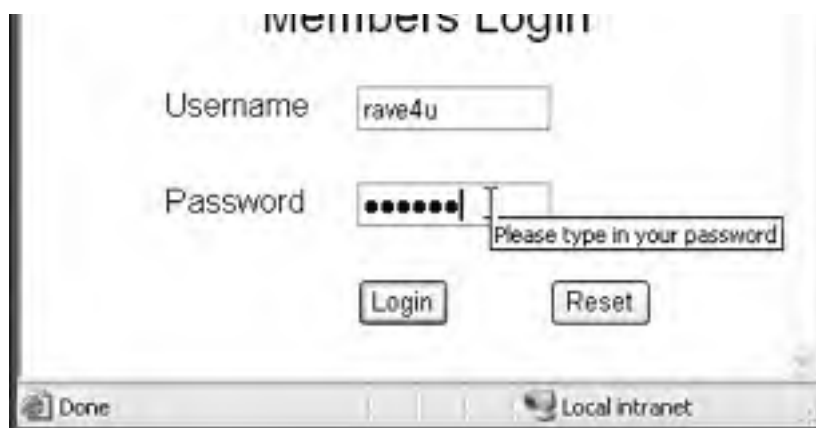 Members Login
Username rave4u
Password ●●●●●●
Please type in your password
Login Reset
Done Local intranet